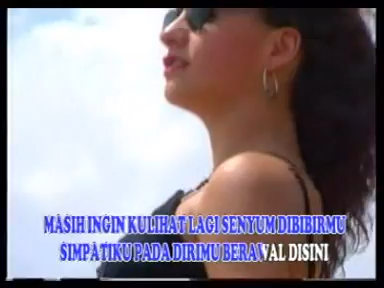 MASIH INGIN KULIHAT LAGI SENYUM DIBIBIRMU
SIMPATIKU PADA DIRIMU BERAWAL DISINI